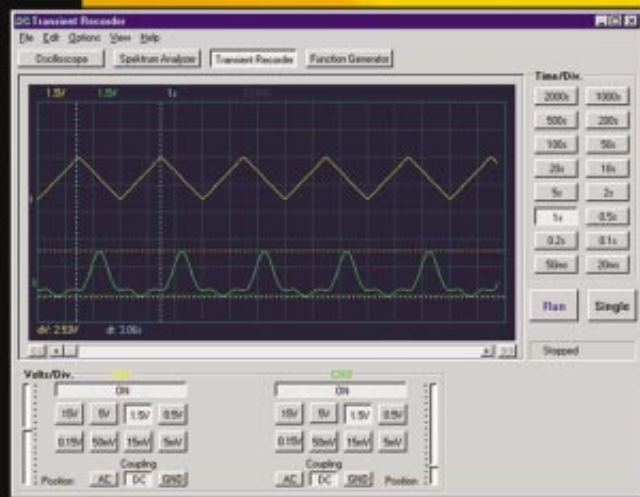 Transient Recorder
File Edit Options View Help
Oscilloscope Spektrum Analyzer Transient Recorder Function Generator
1.5V 1.5V 1s
dV: 2.53V dt: 3.06s
Time/Div.
2000s 1000s
500s 200s
100s 50s
20s 10s
5s 2s
1s 0.5s
0.2s 0.1s
50ms 20ms
Run Single
Stopped
Volts/Div. CH2
ON ON
15V 5V 1.5V 0.5V 15V 5V 1.5V 0.5V
0.15V 50mV 15mV 5mV 0.15V 50mV 15mV 5mV
Coupling Coupling
Position AC DC GND AC DC GND Position